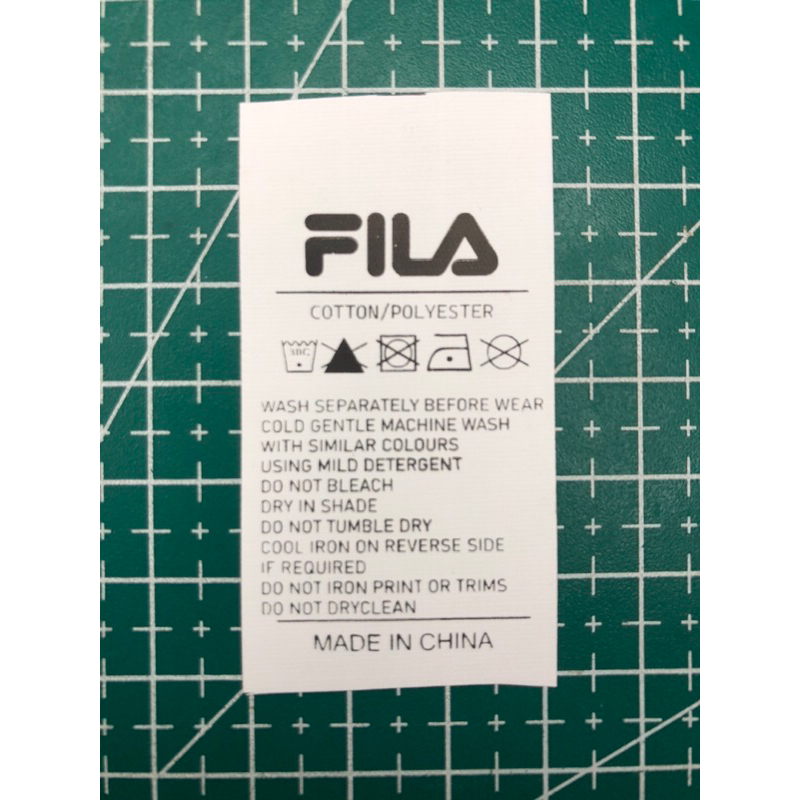 FILA
COTTON/POLYESTER
WASH SEPARATELY BEFORE WEAR
COLD GENTLE MACHINE WASH
WITH SIMILAR COLOURS
USING MILD DETERGENT
DO NOT BLEACH
DRY IN SHADE
DO NOT TUMBLE DRY
COOL IRON ON REVERSE SIDE
IF REQUIRED
DO NOT IRON PRINT OR TRIMS
DO NOT DRYCLEAN
MADE IN CHINA